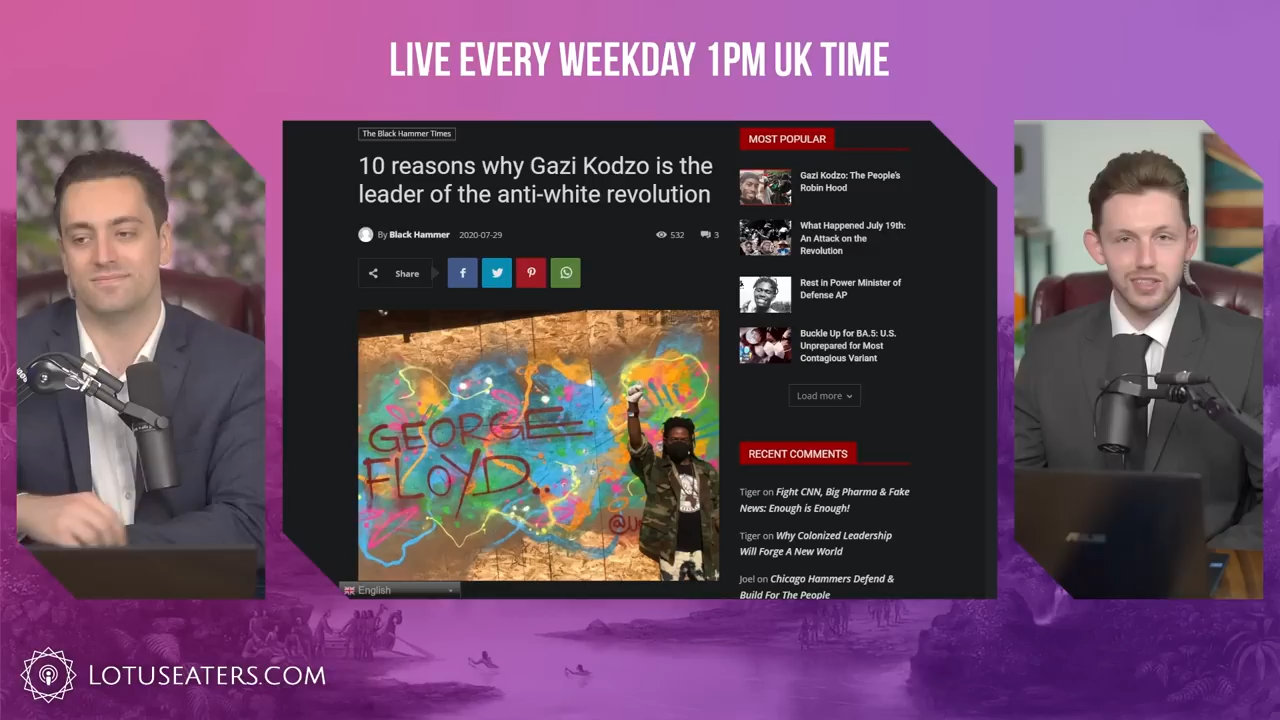 LIVE EVERY WEEKDAY 1PM UK TIME
The Black Hammer Times
10 reasons why Gazi Kodzo is the
leader of the anti-white revolution
By Black Hammer 2020-07-29 532 3
Share
GEORGE
FLOYD..
English
MOST POPULAR
Gazi Kodzo: The People's
Robin Hood
What Happened July 19th:
An Attack on the
Revolution
Rest in Power Minister of
Defense AP
Buckle Up for BA.5: U.S.
Unprepared for Most
Contagious Variant
Load more
RECENT COMMENTS
Tiger on Fight CNN, Big Pharma & Fake
News: Enough is Enough!
Tiger on Why Colonized Leadership
Will Forge A New World
Joel on Chicago Hammers Defend &
Build For The People
ASUS
LOTUSEATERS.COM